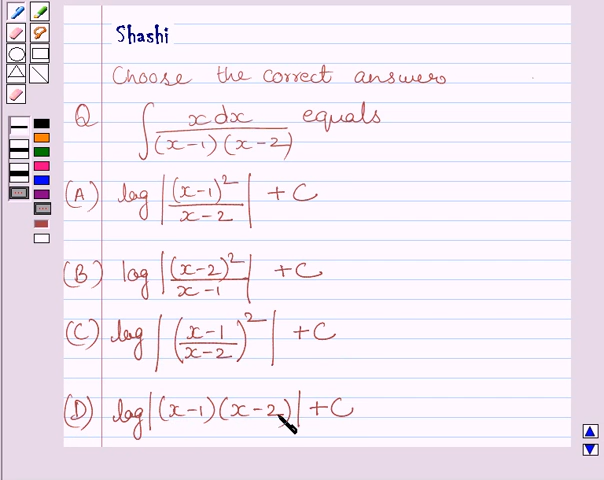 Shashi
Choose the correct answer
Q ∫ x dx / (x-1)(x-2) equals
(A) log |(x-1)² / x-2| + C
(B) log |(x-2)² / x-1| + C
(C) log |(x-1 / x-2)²| + C
(D) log |(x-1)(x-2)| + C